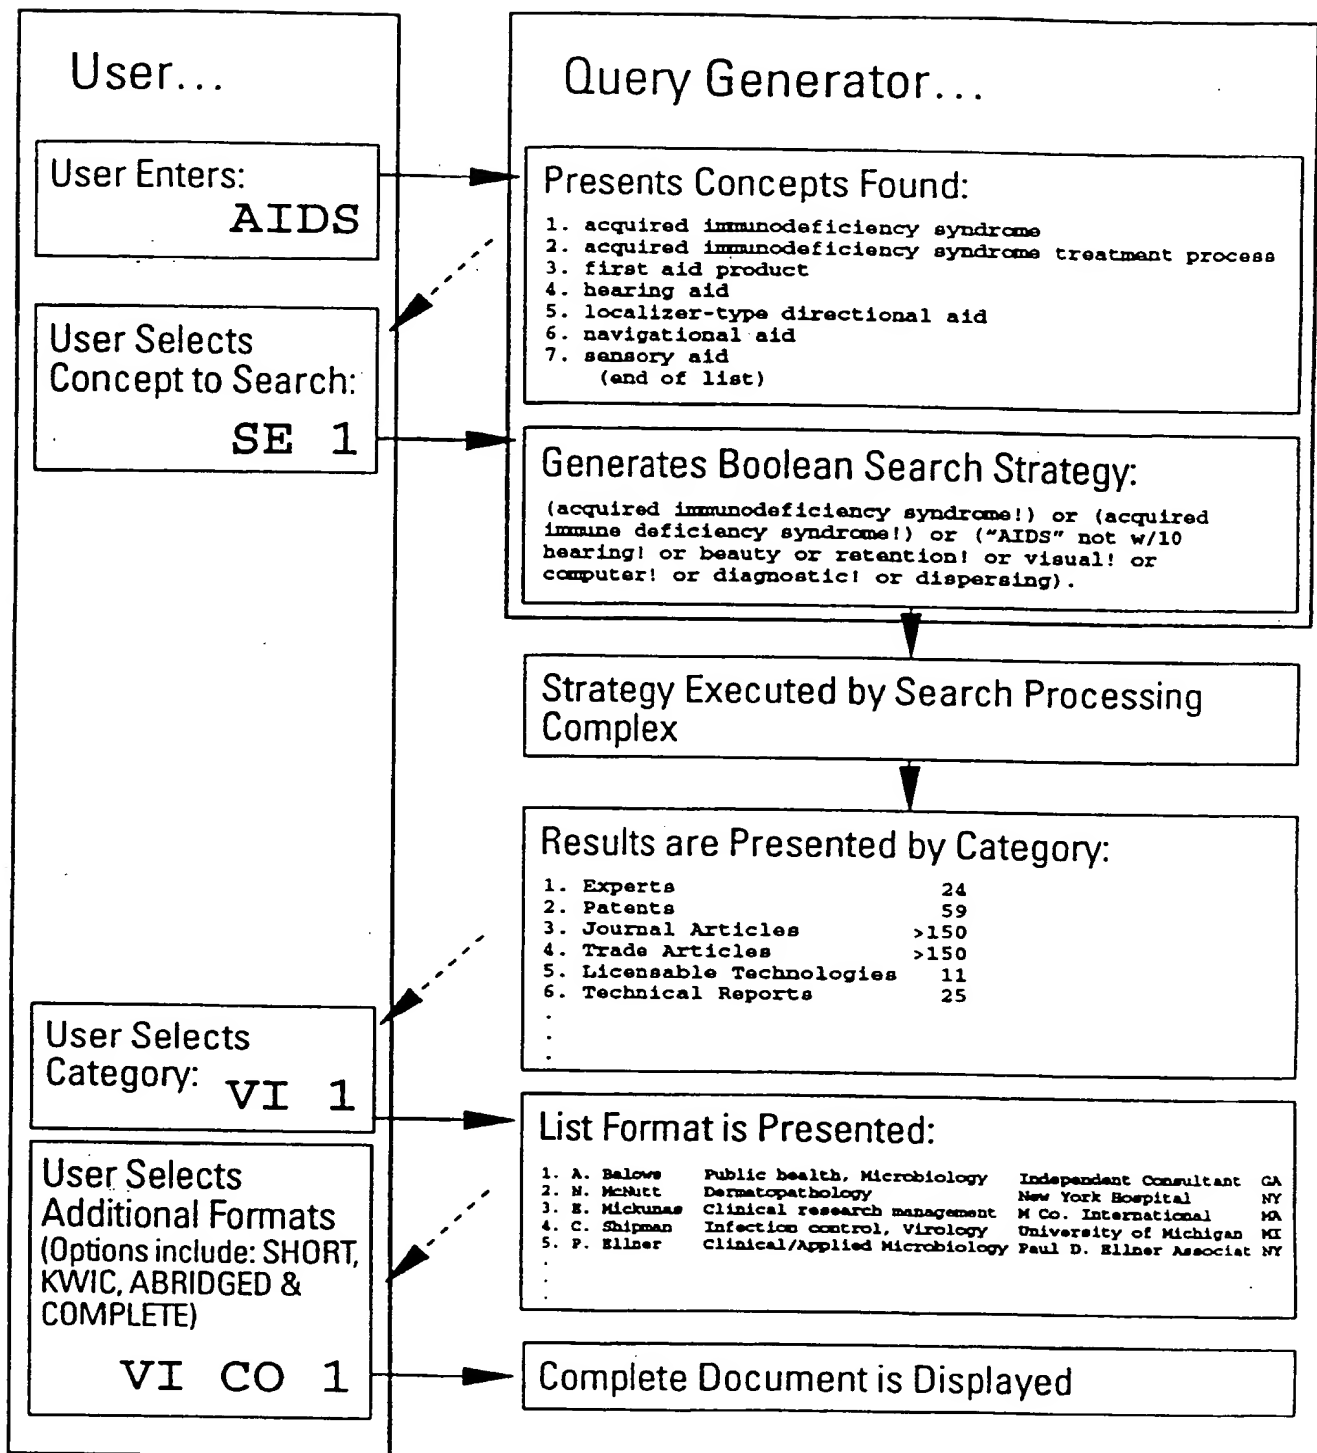 User...
User Enters:
AIDS
User Selects
Concept to Search:
SE 1
User Selects
Category: VI 1
User Selects
Additional Formats
(Options include: SHORT,
KWIC, ABRIDGED &
COMPLETE)
VI CO 1
Query Generator...
Presents Concepts Found:
1. acquired immunodeficiency syndrome
2. acquired immunodeficiency syndrome treatment process
3. first aid product
4. hearing aid
5. localizer-type directional aid
6. navigational aid
7. sensory aid
(end of list)
Generates Boolean Search Strategy:
(acquired immunodeficiency syndrome!) or (acquired
immune deficiency syndrome!) or ("AIDS" not w/10
hearing! or beauty or retention! or visual! or
computer! or diagnostic! or dispersing).
Strategy Executed by Search Processing
Complex
Results are Presented by Category:
1. Experts 24
2. Patents 59
3. Journal Articles >150
4. Trade Articles >150
5. Licensable Technologies 11
6. Technical Reports 25
.
.
.
List Format is Presented:
1. A. Balows Public health, Microbiology Independent Consultant GA
2. N. McNutt Dermatopathology New York Hospital NY
3. E. Mickunas Clinical research management M Co. International MA
4. C. Shipman Infection control, Virology University of Michigan MI
5. P. Ellner Clinical/Applied Microbiology Paul D. Ellner Associat NY
.
.
.
Complete Document is Displayed